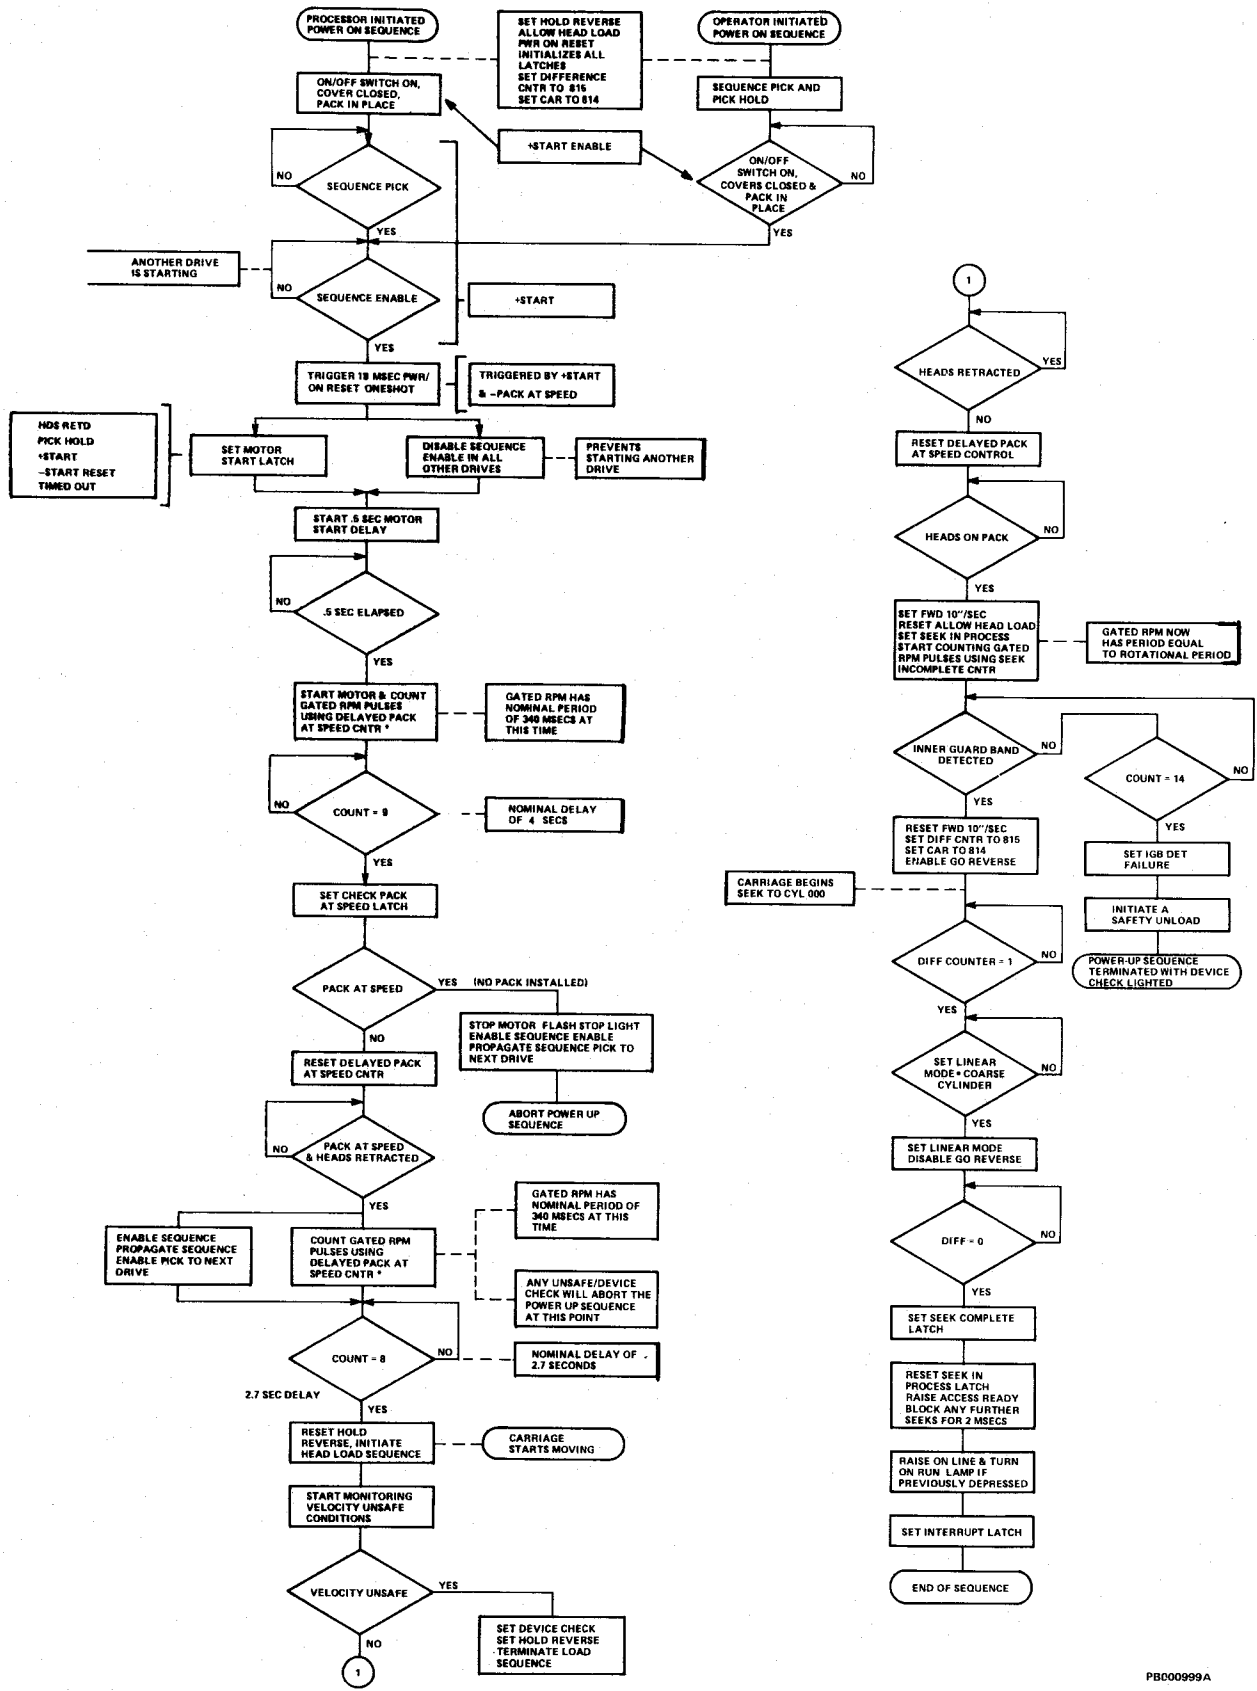 PROCESSOR INITIATED
POWER ON SEQUENCE
SET HOLD REVERSE
ALLOW HEAD LOAD
PWR ON RESET
INITIALIZES ALL
LATCHES
SET DIFFERENCE
CNTR TO 815
SET CAR TO 814
OPERATOR INITIATED
POWER ON SEQUENCE
ON/OFF SWITCH ON,
COVER CLOSED,
PACK IN PLACE
SEQUENCE PICK AND
PICK HOLD
+START ENABLE
SEQUENCE PICK
NO
YES
ON/OFF
SWITCH ON,
COVERS CLOSED &
PACK IN
PLACE
NO
YES
ANOTHER DRIVE
IS STARTING
NO
SEQUENCE ENABLE
YES
+START
TRIGGER 19 MSEC PWR/
ON RESET ONESHOT
TRIGGERED BY +START
& –PACK AT SPEED
HDS RETD
PICK HOLD
+START
–START RESET
TIMED OUT
SET MOTOR
START LATCH
DISABLE SEQUENCE
ENABLE IN ALL
OTHER DRIVES
PREVENTS
STARTING ANOTHER
DRIVE
START .5 SEC MOTOR
START DELAY
NO
.5 SEC ELAPSED
YES
START MOTOR & COUNT
GATED RPM PULSES
USING DELAYED PACK
AT SPEED CNTR *
GATED RPM HAS
NOMINAL PERIOD
OF 340 MSECS AT
THIS TIME
NO
COUNT = 9
YES
NOMINAL DELAY
OF 4 SECS
SET CHECK PACK
AT SPEED LATCH
PACK AT SPEED
YES (NO PACK INSTALLED)
NO
STOP MOTOR FLASH STOP LIGHT
ENABLE SEQUENCE ENABLE
PROPAGATE SEQUENCE PICK TO
NEXT DRIVE
ABORT POWER UP
SEQUENCE
RESET DELAYED PACK
AT SPEED CNTR
NO
PACK AT SPEED
& HEADS RETRACTED
YES
ENABLE SEQUENCE
PROPAGATE SEQUENCE
ENABLE PICK TO NEXT
DRIVE
COUNT GATED RPM
PULSES USING
DELAYED PACK AT
SPEED CNTR *
GATED RPM HAS
NOMINAL PERIOD OF
340 MSECS AT THIS
TIME
ANY UNSAFE/DEVICE
CHECK WILL ABORT THE
POWER UP SEQUENCE
AT THIS POINT
COUNT = 8
NO
NOMINAL DELAY OF
2.7 SECONDS
2.7 SEC DELAY
YES
RESET HOLD
REVERSE, INITIATE
HEAD LOAD SEQUENCE
CARRIAGE
STARTS MOVING
START MONITORING
VELOCITY UNSAFE
CONDITIONS
VELOCITY UNSAFE
YES
NO
SET DEVICE CHECK
SET HOLD REVERSE
TERMINATE LOAD
SEQUENCE
1
1
HEADS RETRACTED
YES
NO
RESET DELAYED PACK
AT SPEED CONTROL
HEADS ON PACK
NO
YES
SET FWD 10"/SEC
RESET ALLOW HEAD LOAD
SET SEEK IN PROCESS
START COUNTING GATED
RPM PULSES USING SEEK
INCOMPLETE CNTR
GATED RPM NOW
HAS PERIOD EQUAL
TO ROTATIONAL PERIOD
INNER GUARD BAND
DETECTED
NO
YES
COUNT = 14
NO
YES
RESET FWD 10"/SEC
SET DIFF CNTR TO 815
SET CAR TO 814
ENABLE GO REVERSE
SET IGB DET
FAILURE
INITIATE A
SAFETY UNLOAD
POWER-UP SEQUENCE
TERMINATED WITH DEVICE
CHECK LIGHTED
CARRIAGE BEGINS
SEEK TO CYL 000
DIFF COUNTER = 1
NO
YES
SET LINEAR
MODE • COARSE
CYLINDER
NO
YES
SET LINEAR MODE
DISABLE GO REVERSE
DIFF = 0
NO
YES
SET SEEK COMPLETE
LATCH
RESET SEEK IN
PROCESS LATCH
RAISE ACCESS READY
BLOCK ANY FURTHER
SEEKS FOR 2 MSECS
RAISE ON LINE & TURN
ON RUN LAMP IF
PREVIOUSLY DEPRESSED
SET INTERRUPT LATCH
END OF SEQUENCE
PB000999A